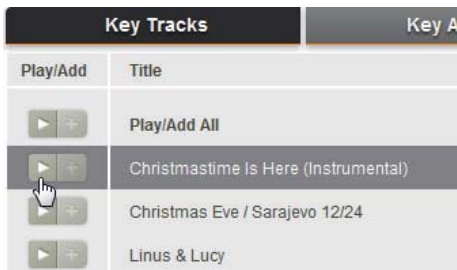 Key Tracks Key A
Play/Add Title
Play/Add All
Christmastime Is Here (Instrumental)
Christmas Eve / Sarajevo 12/24
Linus & Lucy